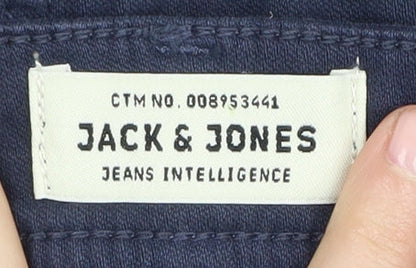 CTM NO. 008953441
JACK & JONES
JEANS INTELLIGENCE